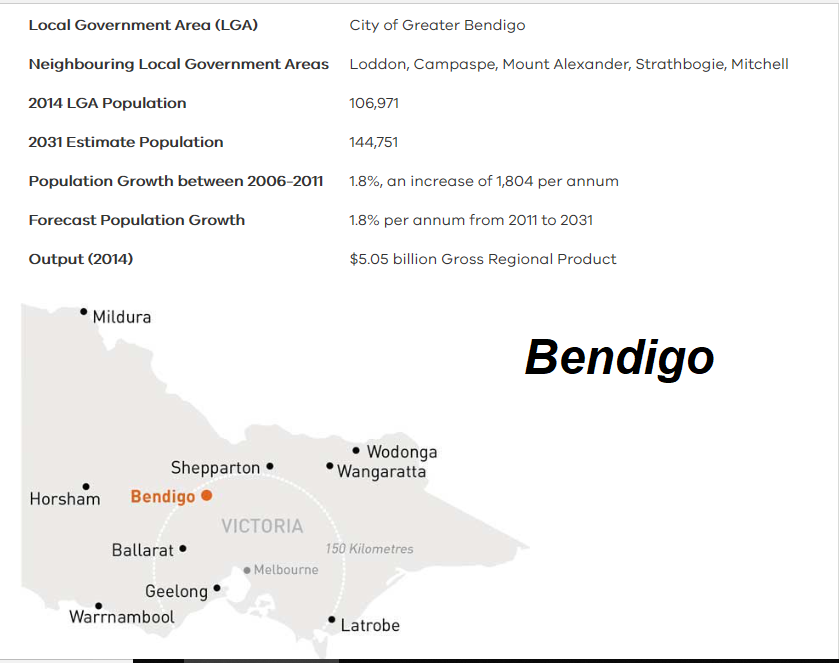 Local Government Area (LGA) City of Greater Bendigo
Neighbouring Local Government Areas Loddon, Campaspe, Mount Alexander, Strathbogie, Mitchell
2014 LGA Population 106,971
2031 Estimate Population 144,751
Population Growth between 2006-2011 1.8%, an increase of 1,804 per annum
Forecast Population Growth 1.8% per annum from 2011 to 2031
Output (2014) $5.05 billion Gross Regional Product
Mildura
Bendigo
Wodonga
Shepparton
Wangaratta
Horsham
Bendigo
VICTORIA
Ballarat
150 Kilometres
Melbourne
Geelong
Warrnambool
Latrobe